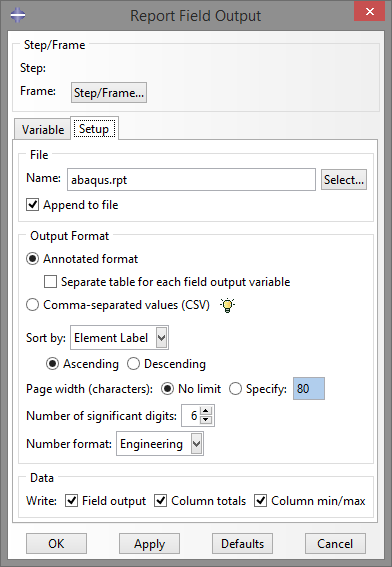 Report Field Output
Step/Frame
Step:
Frame: Step/Frame...
Variable Setup
File
Name: abaqus.rpt Select...
Append to file
Output Format
Annotated format
Separate table for each field output variable
Comma-separated values (CSV)
Sort by: Element Label
Ascending Descending
Page width (characters): No limit Specify: 80
Number of significant digits: 6
Number format: Engineering
Data
Write: Field output Column totals Column min/max
OK Apply Defaults Cancel